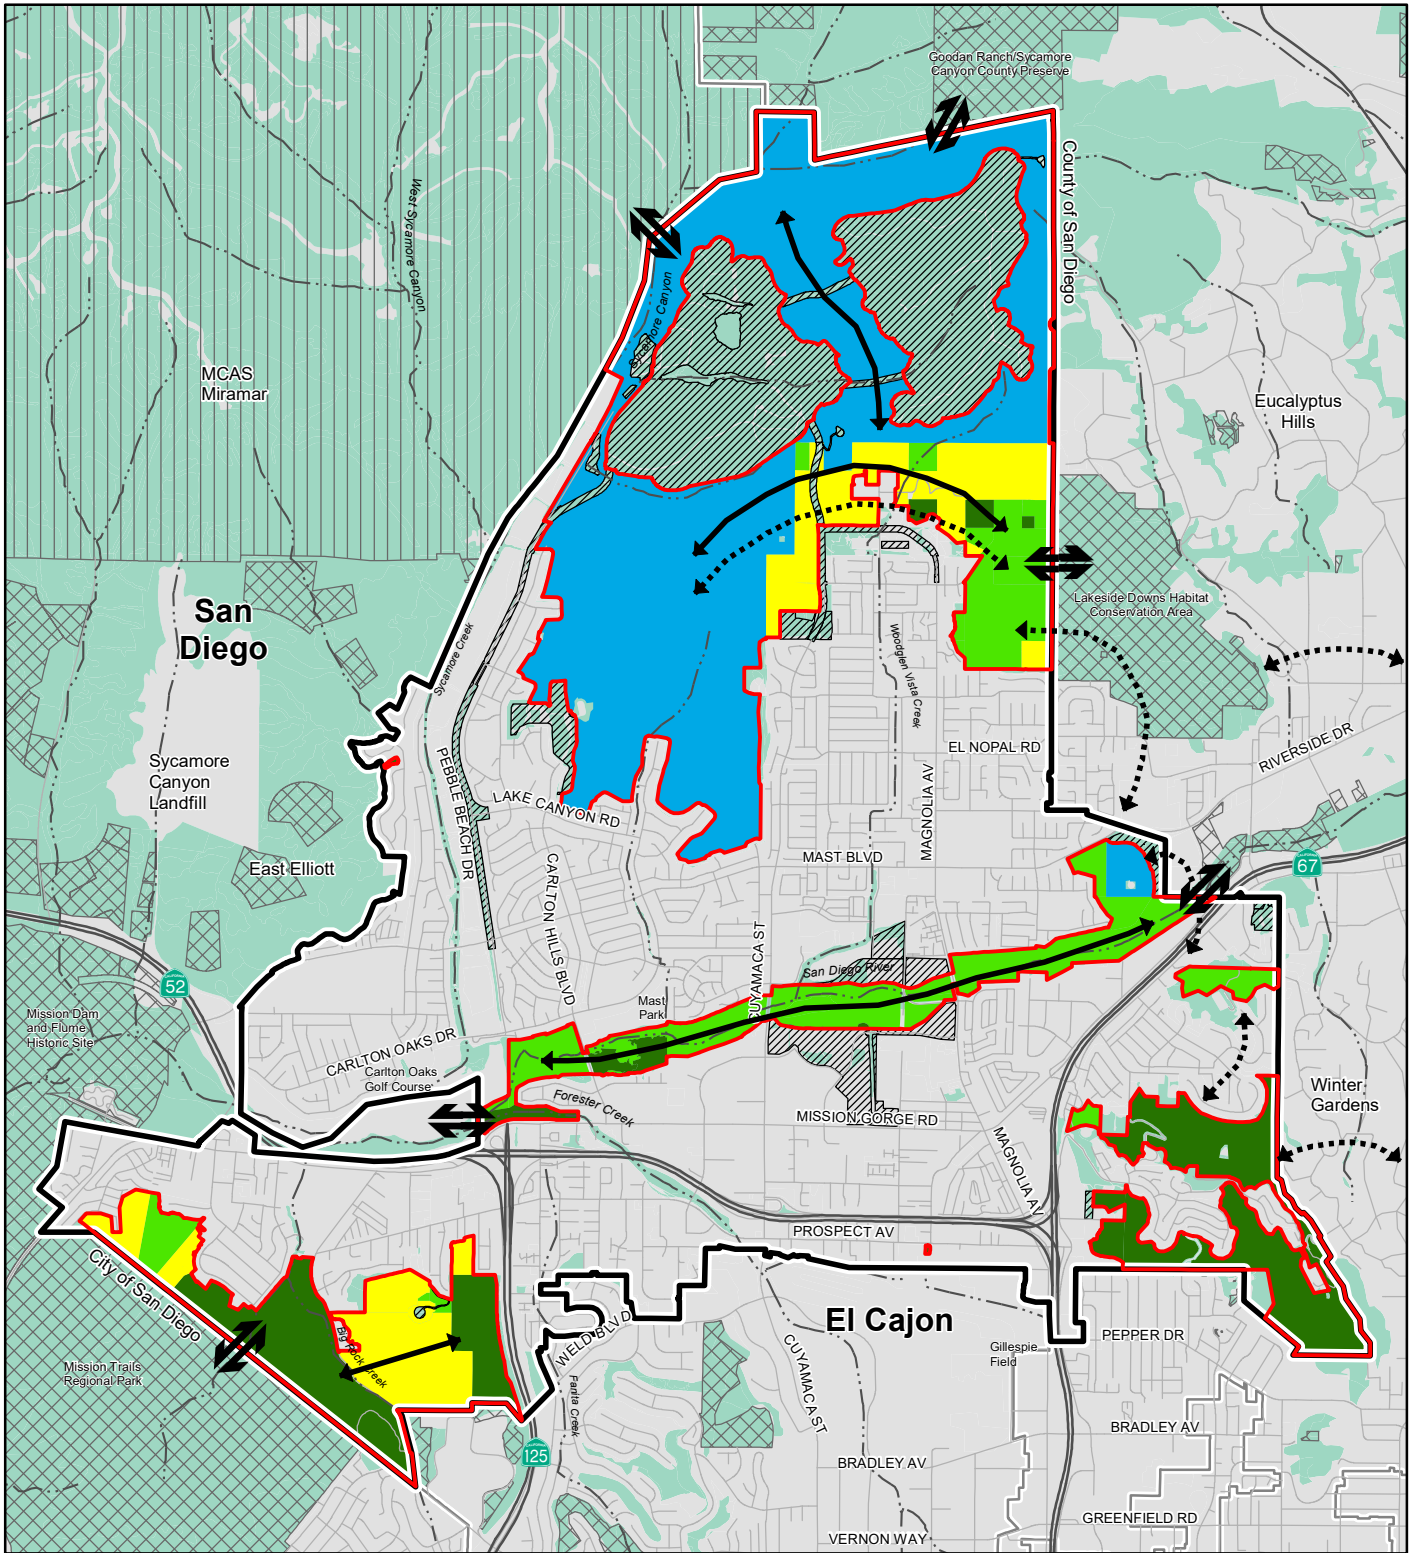 Goodan Ranch/Sycamore
Canyon County Preserve
County of San Diego
West Sycamore Canyon
Sycamore Canyon
MCAS
Miramar
Eucalyptus
Hills
San
Diego
Lakeside Downs Habitat
Conservation Area
Sycamore Creek
Woodglen Vista Creek
EL NOPAL RD
RIVERSIDE DR
Sycamore
Canyon
Landfill
PEBBLE BEACH DR
LAKE CANYON RD
MAGNOLIA AV
MAST BLVD
CALIFORNIA
67
East Elliott
CARLTON HILLS BLVD
CUYAMACA ST
San Diego River
CALIFORNIA
52
Mast
Park
Mission Dam
and Flume
Historic Site
CARLTON OAKS DR
Carlton Oaks
Golf Course
Forester Creek
MISSION GORGE RD
Winter
Gardens
MAGNOLIA AV
PROSPECT AV
City of San Diego
El Cajon
Big Rock Creek
WELD BLVD
CUYAMACA ST
Gillespie
Field
PEPPER DR
Mission Trails
Regional Park
Fanita Creek
BRADLEY AV
CALIFORNIA
125
BRADLEY AV
GREENFIELD RD
VERNON WAY